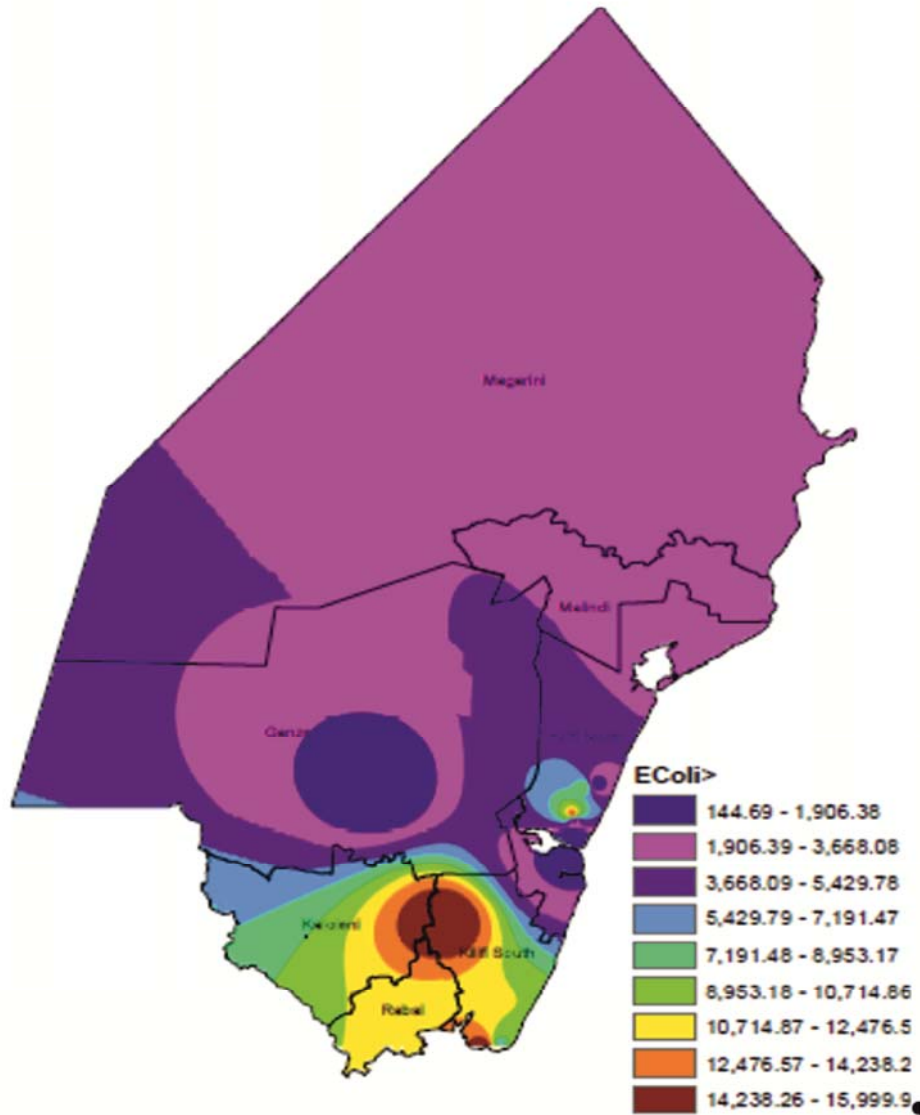 Magarini
Malindi
Ganze
EColi>
144.69 - 1,906.38
1,906.39 - 3,668.08
3,668.09 - 5,429.78
5,429.79 - 7,191.47
7,191.48 - 8,953.17
8,953.18 - 10,714.86
10,714.87 - 12,476.5
12,476.57 - 14,238.2
14,238.26 - 15,999.9
Kilifi South
Rabai